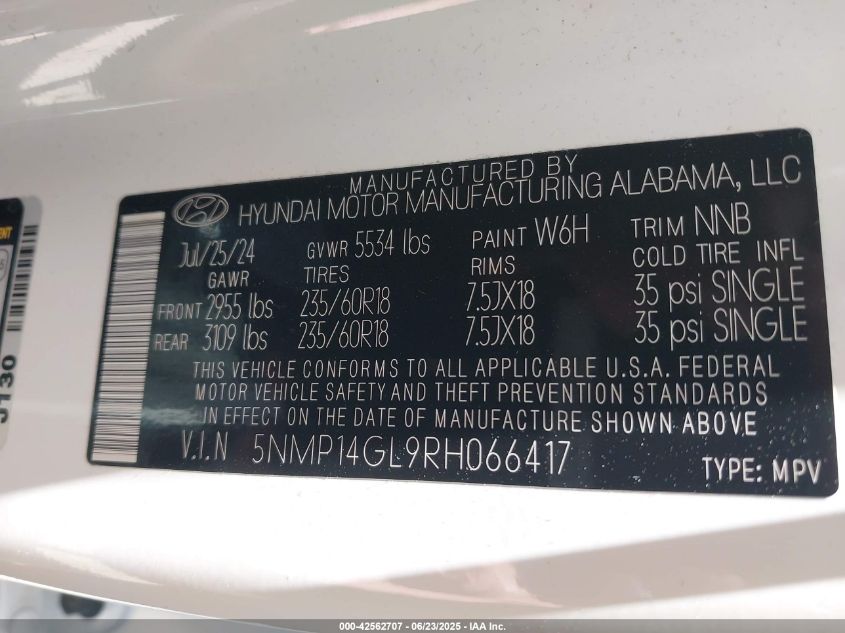 MANUFACTURED BY
HYUNDAI MOTOR MANUFACTURING ALABAMA, LLC
Jul/25/24 GVWR 5534 lbs PAINT W6H TRIM NNB
GAWR TIRES RIMS COLD TIRE INFL
FRONT 2955 lbs 235/60R18 7.5JX18 35 psi SINGLE
REAR 3109 lbs 235/60R18 7.5JX18 35 psi SINGLE
THIS VEHICLE CONFORMS TO ALL APPLICABLE U.S.A. FEDERAL
MOTOR VEHICLE SAFETY AND THEFT PREVENTION STANDARDS
IN EFFECT ON THE DATE OF MANUFACTURE SHOWN ABOVE
V.I.N 5NMP14GL9RH066417 TYPE: MPV
J130
000-42562707 - 06/23/2025 - IAA Inc.